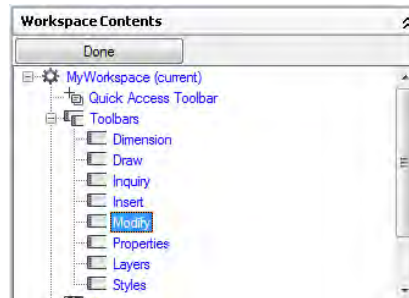 Workspace Contents
Done
MyWorkspace (current)
Quick Access Toolbar
Toolbars
Dimension
Draw
Inquiry
Insert
Modify
Properties
Layers
Styles